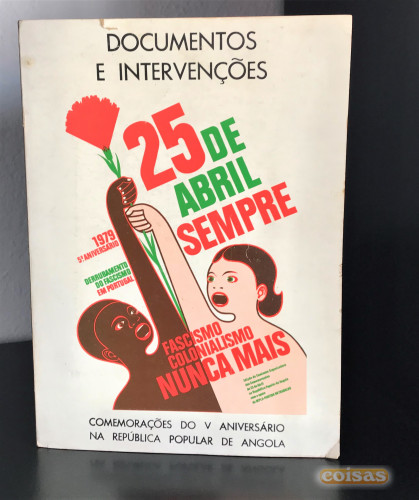 DOCUMENTOS
E INTERVENÇÕES
25 DE
ABRIL
SEMPRE
1979
5º ANIVERSÁRIO
DERRUBAMENTO
DO FASCISMO
EM PORTUGAL
FASCISMO
COLONIALISMO
NUNCA MAIS
COMEMORAÇÕES DO V ANIVERSÁRIO
NA REPÚBLICA POPULAR DE ANGOLA
coisas